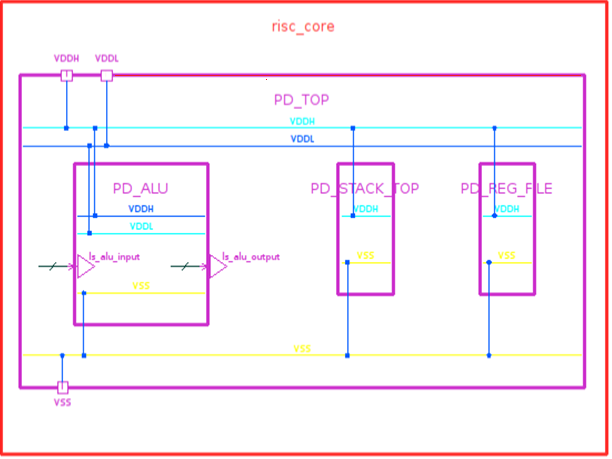 risc_core
VDDH VDDL
PD_TOP
VDDH
VDDL
PD_ALU PD_STACK_TOP PD_REG_FILE
VDDH VDDH VDDH
VDDL
ls_alu_input ls_alu_output VSS VSS
VSS
VSS
VSS